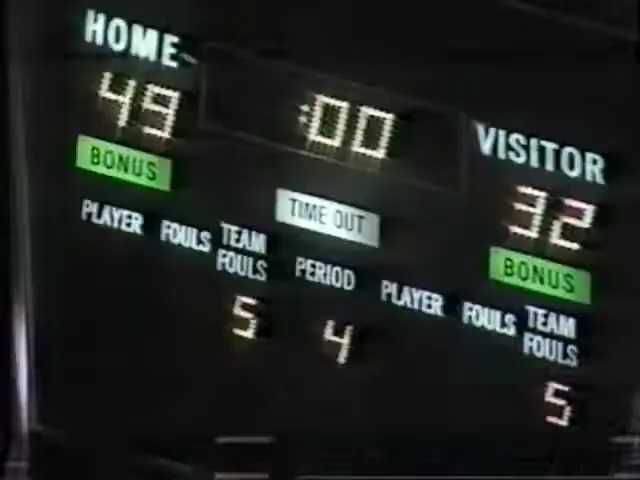 HOME
VISITOR
49
:00
32
BONUS
TIME OUT
BONUS
PLAYER FOULS TEAM FOULS
PERIOD
PLAYER FOULS TEAM FOULS
5
4
5